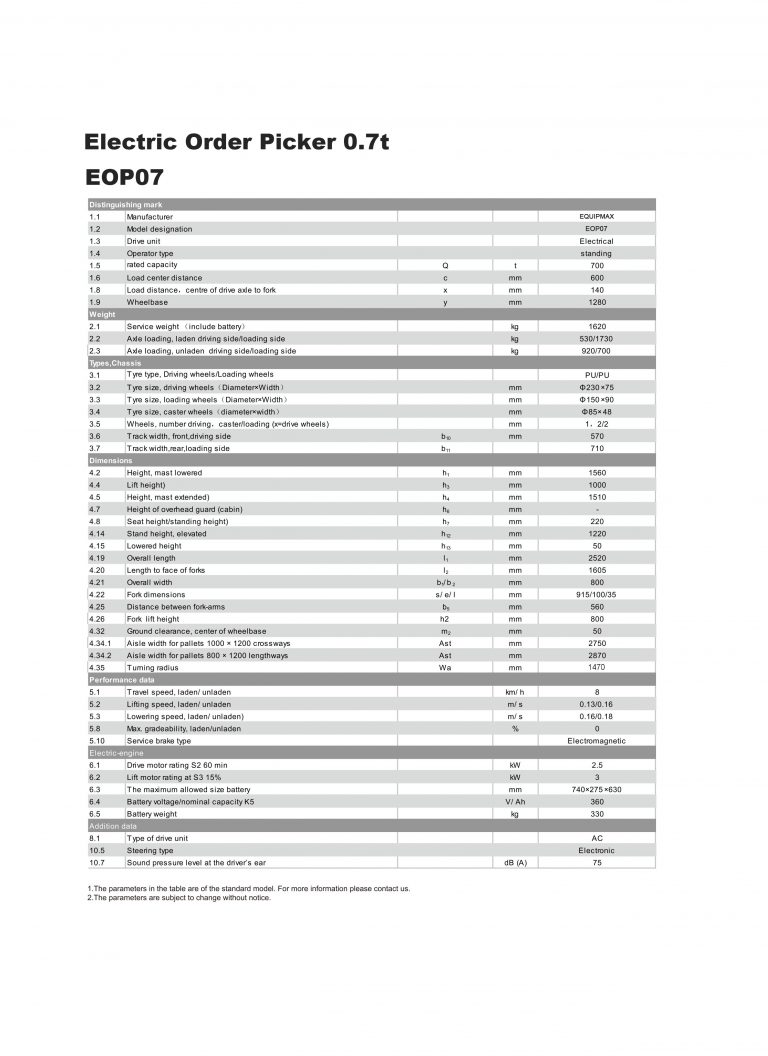 Electric Order Picker 0.7t
EOP07
Distinguishing mark
1.1 Manufacturer EQUIPMAX
1.2 Model designation EOP07
1.3 Drive unit Electrical
1.4 Operator type standing
1.5 rated capacity Q t 700
1.6 Load center distance c mm 600
1.8 Load distance，centre of drive axle to fork x mm 140
1.9 Wheelbase y mm 1280
Weight
2.1 Service weight（include battery） kg 1620
2.2 Axle loading, laden driving side/loading side kg 530/1730
2.3 Axle loading, unladen driving side/loading side kg 920/700
Types,Chassis
3.1 Tyre type, Driving wheels/Loading wheels PU/PU
3.2 Tyre size, driving wheels（Diameter×Width） mm Φ230×75
3.3 Tyre size, loading wheels（Diameter×Width） mm Φ150×90
3.4 Tyre size, caster wheels（diameter×width） mm Φ85×48
3.5 Wheels, number driving，caster/loading (x=drive wheels) mm 1，2/2
3.6 Track width, front,driving side b₁₀ mm 570
3.7 Track width,rear,loading side b₁₁ 710
Dimensions
4.2 Height, mast lowered h₁ mm 1560
4.4 Lift height) h₃ mm 1000
4.5 Height, mast extended) h₄ mm 1510
4.7 Height of overhead guard (cabin) h₆ mm -
4.8 Seat height/standing height) h₇ mm 220
4.14 Stand height, elevated h₁₂ mm 1220
4.15 Lowered height h₁₃ mm 50
4.19 Overall length l₁ mm 2520
4.20 Length to face of forks l₂ mm 1605
4.21 Overall width b₁/b₂ mm 800
4.22 Fork dimensions s/ e/ l mm 915/100/35
4.25 Distance between fork-arms b₅ mm 560
4.26 Fork lift height h2 mm 800
4.32 Ground clearance, center of wheelbase m₂ mm 50
4.34.1 Aisle width for pallets 1000 × 1200 crossways Ast mm 2750
4.34.2 Aisle width for pallets 800 × 1200 lengthways Ast mm 2870
4.35 Turning radius Wa mm 1470
Performance data
5.1 Travel speed, laden/ unladen km/ h 8
5.2 Lifting speed, laden/ unladen m/ s 0.13/0.16
5.3 Lowering speed, laden/ unladen) m/ s 0.16/0.18
5.8 Max. gradeability, laden/unladen % 0
5.10 Service brake type Electromagnetic
Electric-engine
6.1 Drive motor rating S2 60 min kW 2.5
6.2 Lift motor rating at S3 15% kW 3
6.3 The maximum allowed size battery mm 740×275×630
6.4 Battery voltage/nominal capacity K5 V/ Ah 360
6.5 Battery weight kg 330
Addition data
8.1 Type of drive unit AC
10.5 Steering type Electronic
10.7 Sound pressure level at the driver's ear dB (A) 75
1.The parameters in the table are of the standard model. For more information please contact us.
2.The parameters are subject to change without notice.